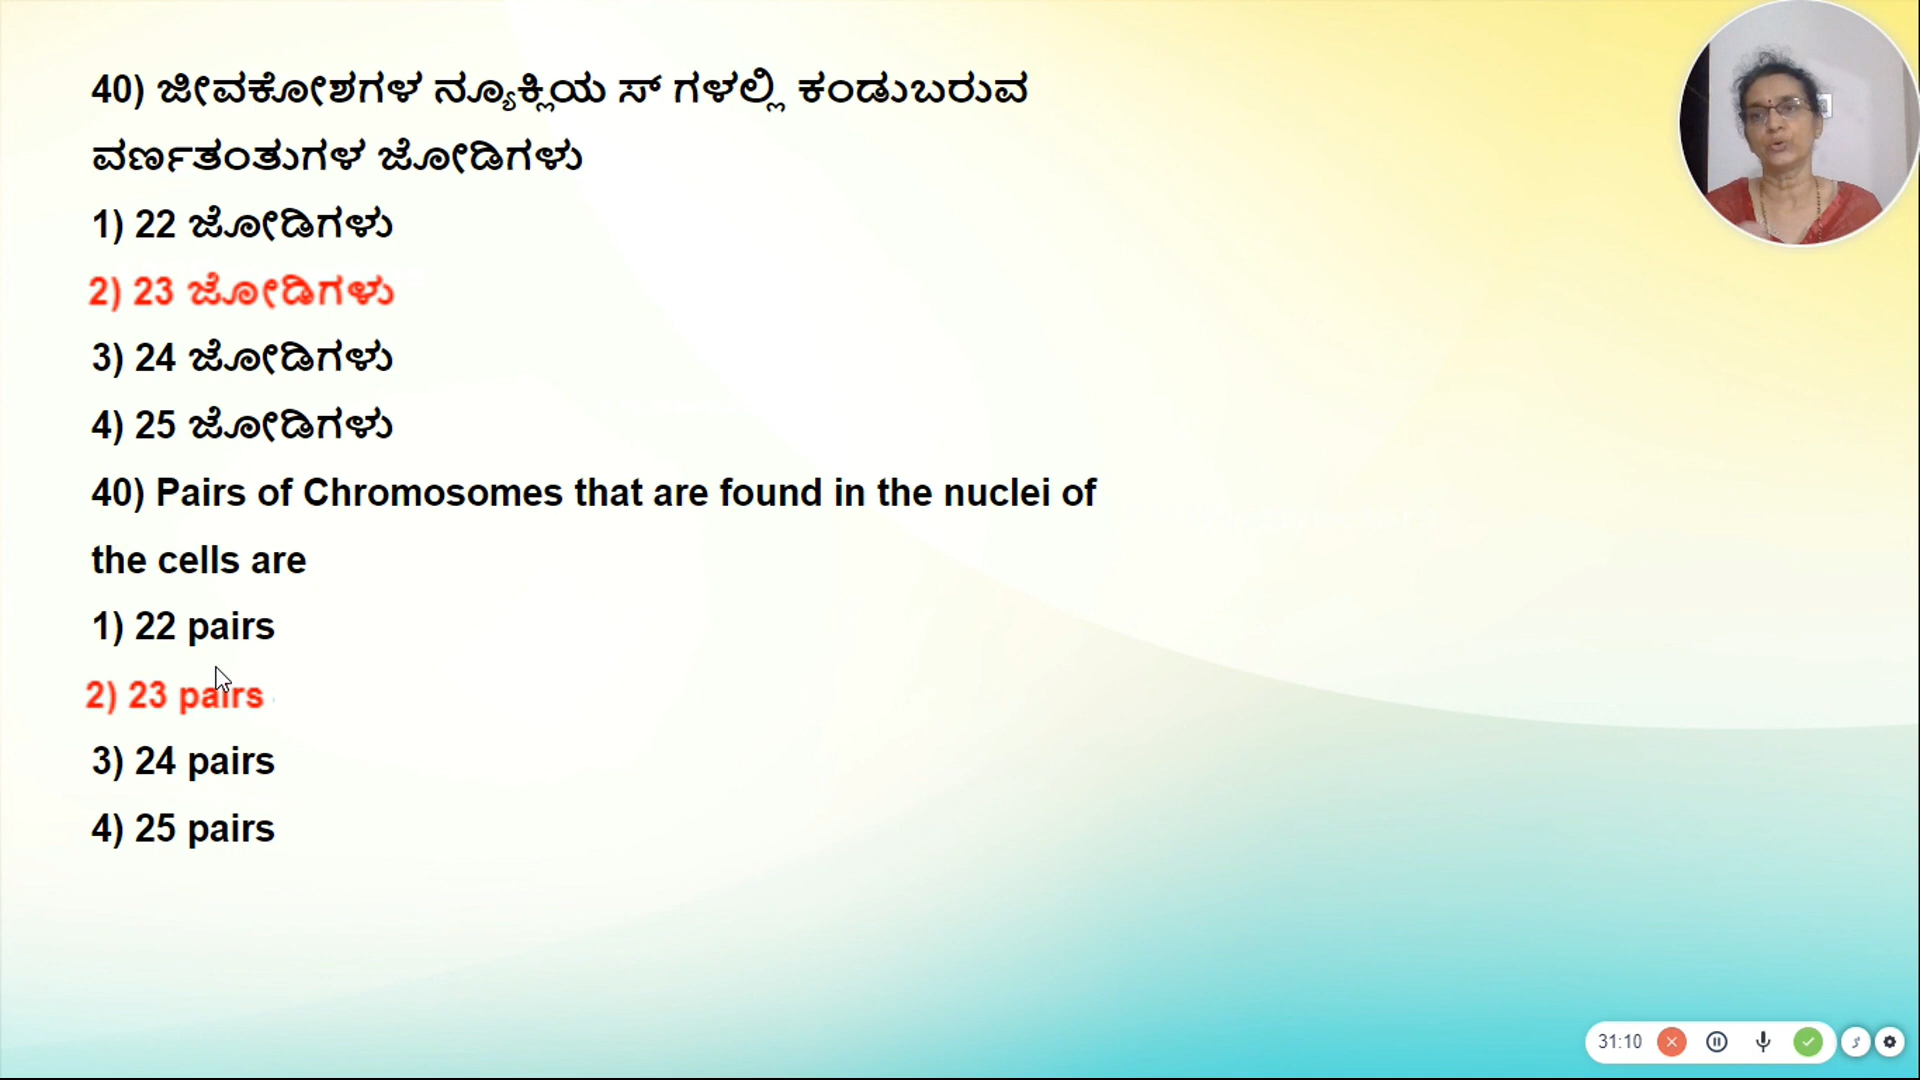 40) ಜೀವಕೋಶಗಳ ನ್ಯೂಕ್ಲಿಯ ಸ್ ಗಳಲ್ಲಿ ಕಂಡುಬರುವ
ವರ್ಣತಂತುಗಳ ಜೋಡಿಗಳು
1) 22 ಜೋಡಿಗಳು
2) 23 ಜೋಡಿಗಳು
3) 24 ಜೋಡಿಗಳು
4) 25 ಜೋಡಿಗಳು
40) Pairs of Chromosomes that are found in the nuclei of
the cells are
1) 22 pairs
2) 23 pairs
3) 24 pairs
4) 25 pairs
31:10